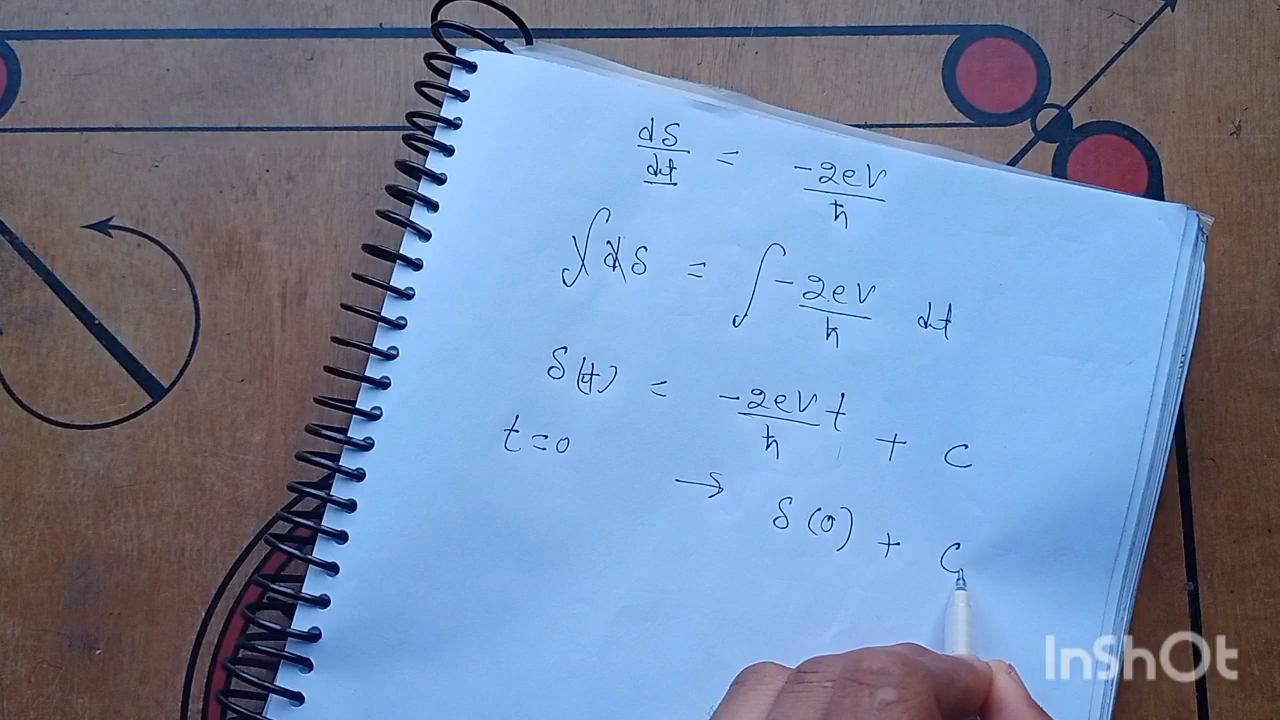 dδ/dt = -2eV/ħ
∫dδ = ∫ -2eV/ħ dt
δ(t) = -2eV/ħ t + c
t=0
→ δ(0) + C
InShOt